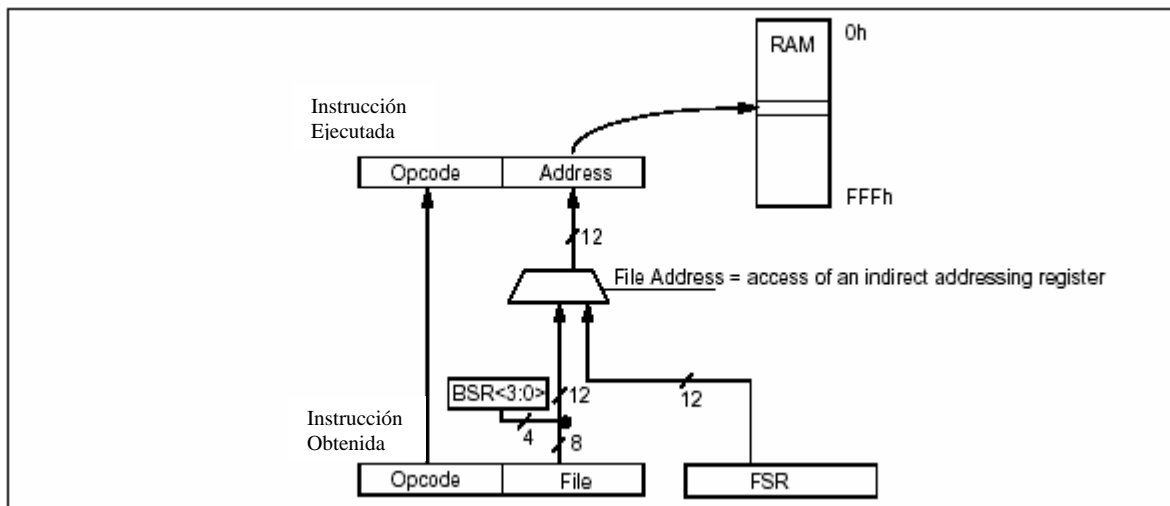 RAM
0h
Instrucción
Ejecutada
Opcode
Address
FFFh
12
File Address = access of an indirect addressing register
BSR<3:0>
12
12
Instrucción
Obtenida
4
8
Opcode
File
FSR